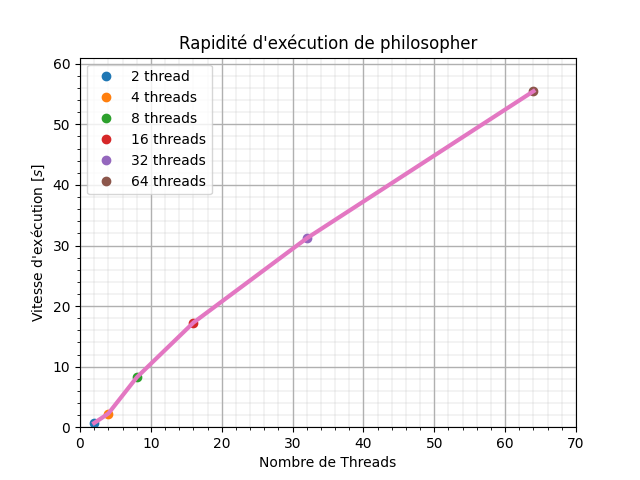 Rapidité d'exécution de philosopher
60
50
40
30
20
10
0
Vitesse d'exécution [s]
2 thread
4 threads
8 threads
16 threads
32 threads
64 threads
0 10 20 30 40 50 60 70
Nombre de Threads